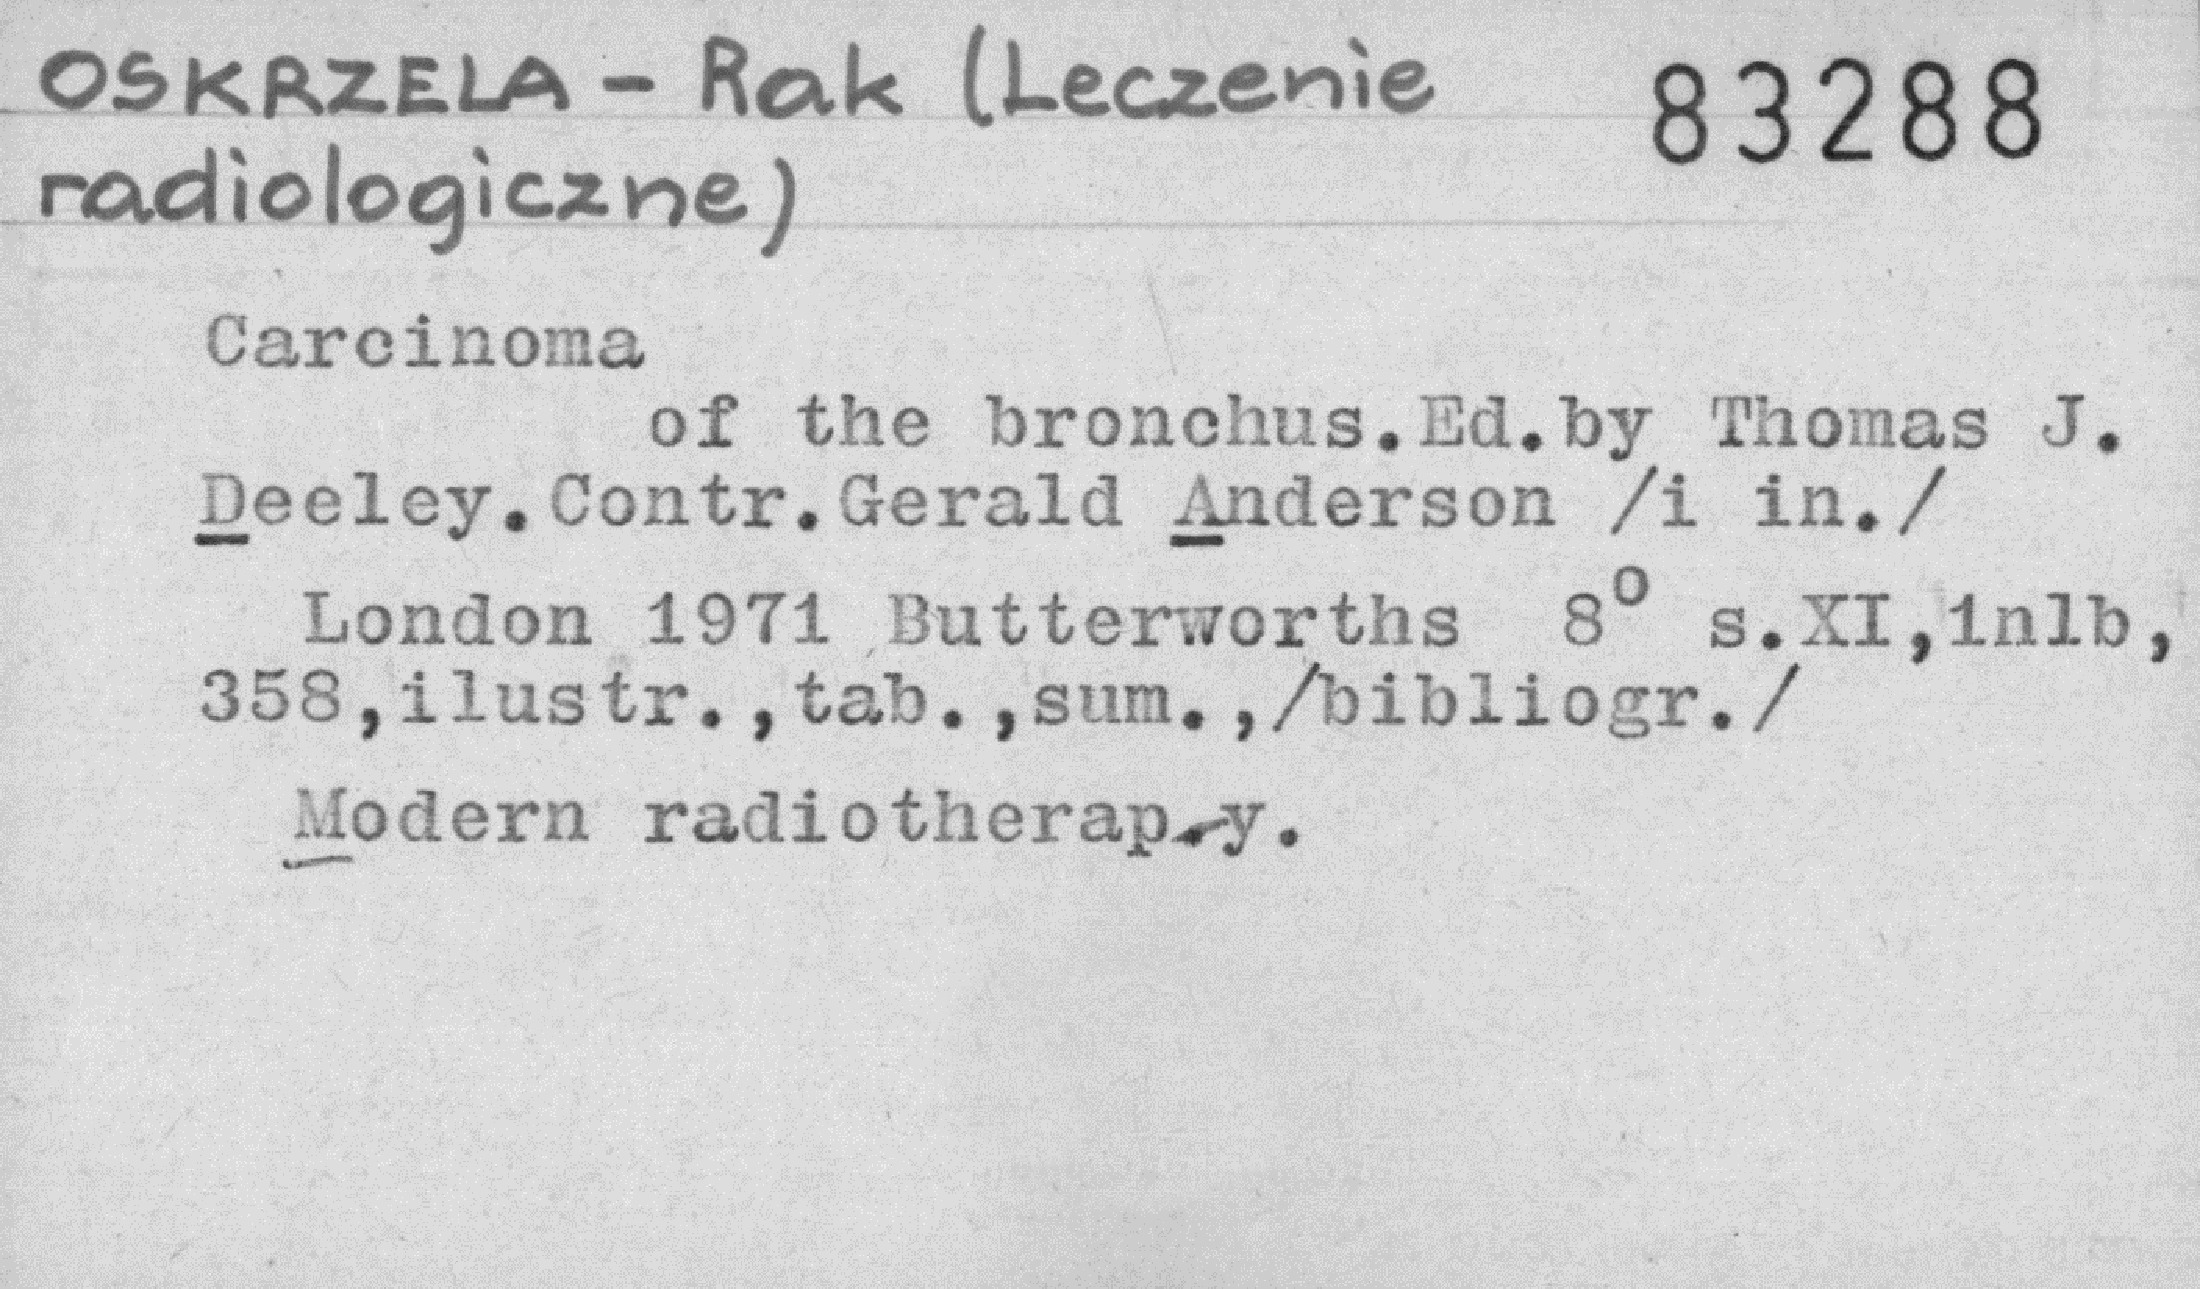 OSKRZELA - Rak (Leczenie 83288
radiologiczne)
Carcinoma
of the bronchus.Ed.by Thomas J.
Deeley.Contr.Gerald Anderson /i in./
London 1971 Butterworths 8º s.XI,1nlb,
358,ilustr.,tab.,sum.,/bibliogr./
Modern radiotherap.y.